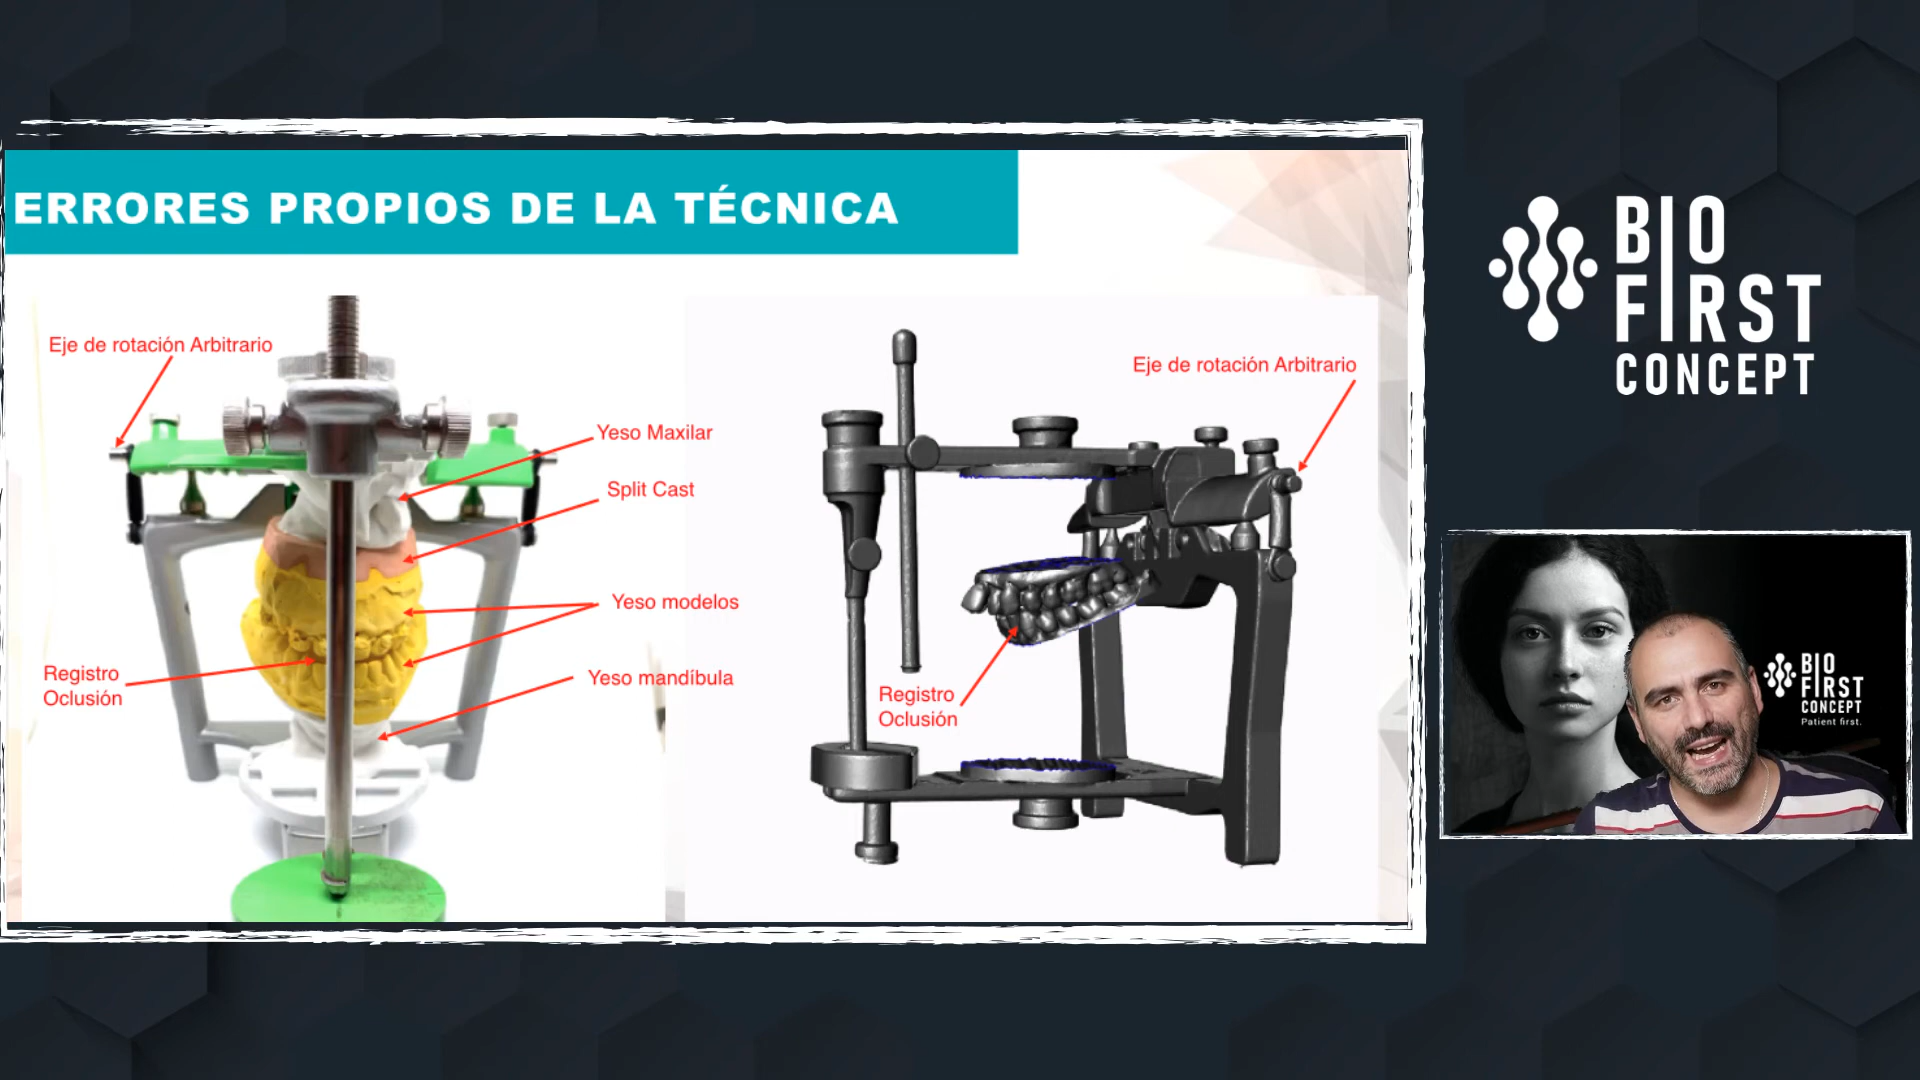 ERRORES PROPIOS DE LA TÉCNICA
Eje de rotación Arbitrario
Yeso Maxilar
Split Cast
Yeso modelos
Yeso mandíbula
Registro
Oclusión
Eje de rotación Arbitrario
Registro
Oclusión
BIO
FIRST
CONCEPT
BIO
FIRST
CONCEPT
Patient first.